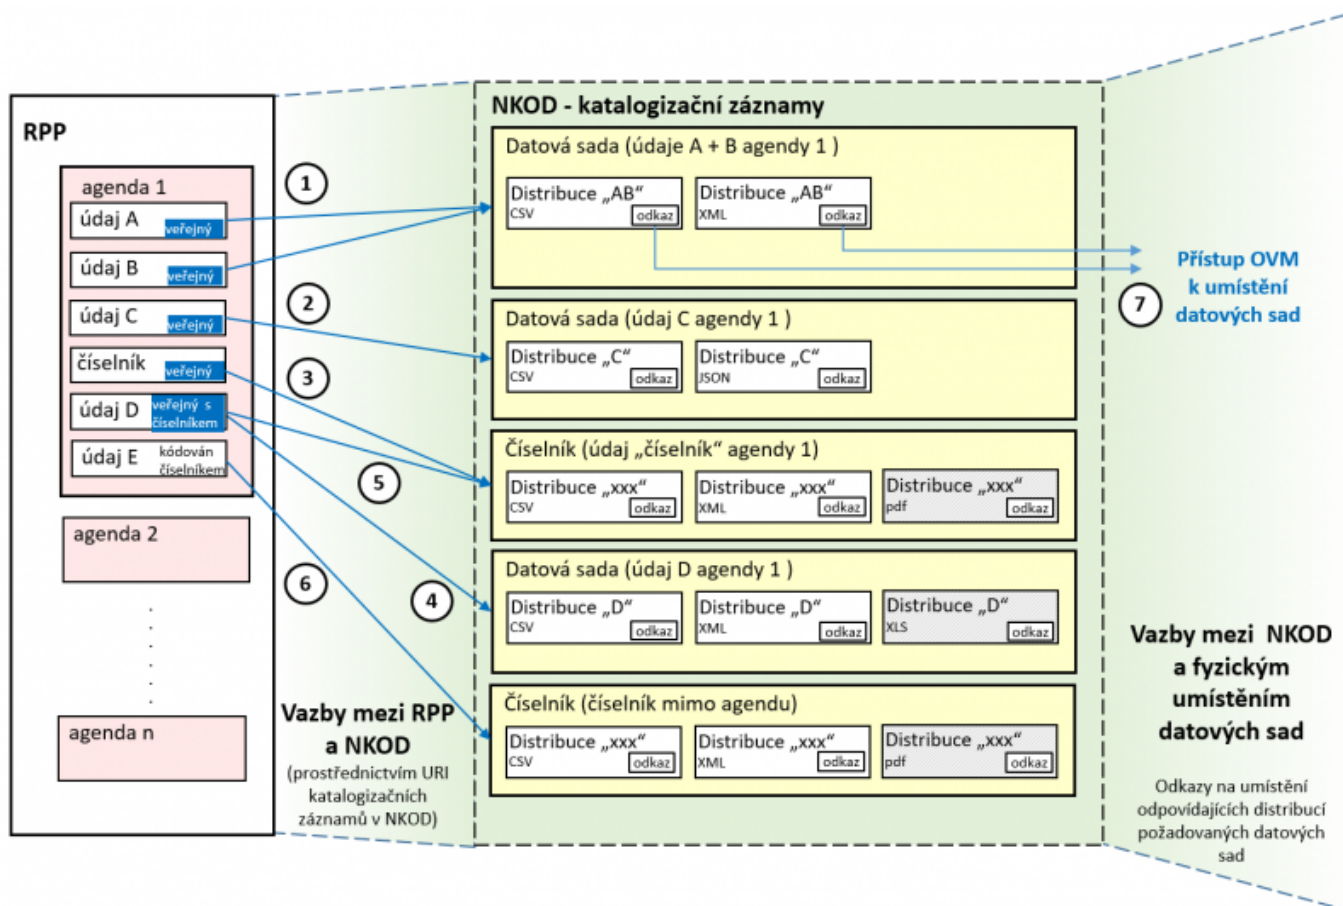 RPP
agenda 1
údaj A
veřejný
údaj B
veřejný
údaj C
veřejný
číselník
veřejný
údaj D
veřejný s
číselníkem
údaj E
kódován
číselníkem
agenda 2
agenda n
1
2
3
5
6
4
Vazby mezi RPP
a NKOD
(prostřednictvím URI
katalogizačních
záznamů v NKOD)
NKOD - katalogizační záznamy
Datová sada (údaje A + B agendy 1 )
Distribuce „AB“
CSV
odkaz
Distribuce „AB“
XML
odkaz
Datová sada (údaj C agendy 1 )
Distribuce „C“
CSV
odkaz
Distribuce „C“
JSON
odkaz
Číselník (údaj „číselník“ agendy 1)
Distribuce „xxx“
CSV
odkaz
Distribuce „xxx“
XML
odkaz
Distribuce „xxx“
pdf
odkaz
Datová sada (údaj D agendy 1 )
Distribuce „D“
CSV
odkaz
Distribuce „D“
XML
odkaz
Distribuce „D“
XLS
odkaz
Číselník (číselník mimo agendu)
Distribuce „xxx“
CSV
odkaz
Distribuce „xxx“
XML
odkaz
Distribuce „xxx“
pdf
odkaz
7
Přístup OVM
k umístění
datových sad
Vazby mezi NKOD
a fyzickým
umístěním
datových sad
Odkazy na umístění
odpovídajících distribucí
požadovaných datových
sad